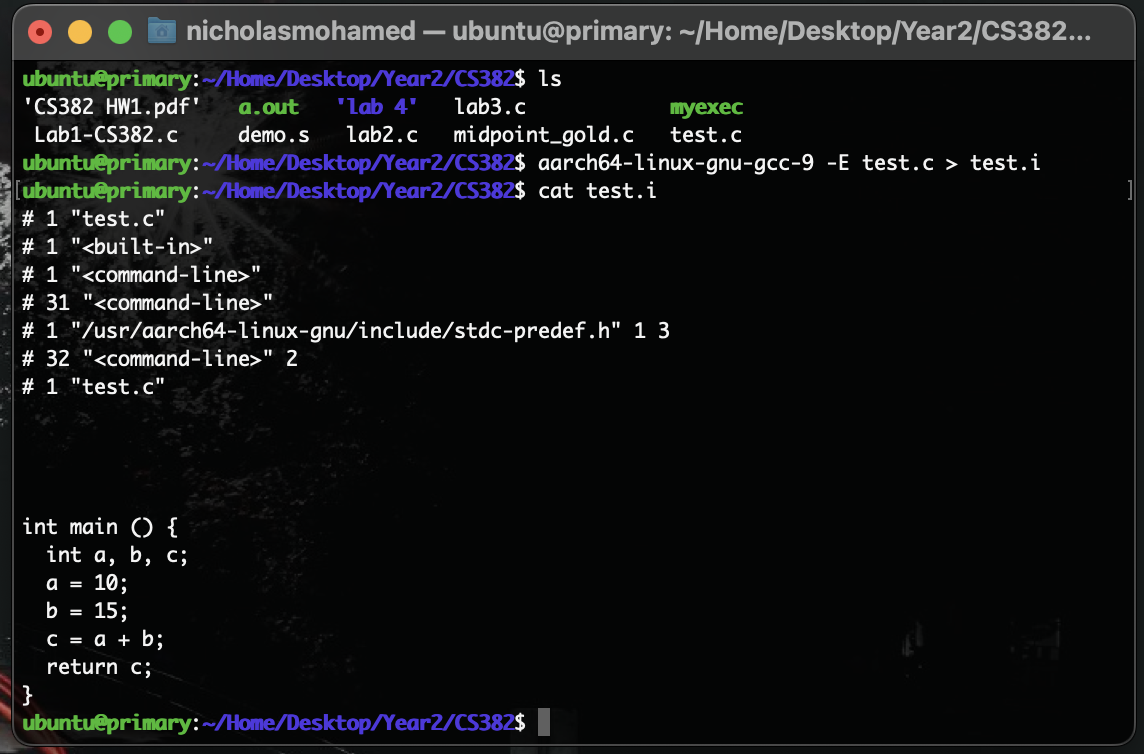 nicholasmohamed — ubuntu@primary: ~/Home/Desktop/Year2/CS382...
ubuntu@primary:~/Home/Desktop/Year2/CS382$ ls
'CS382 HW1.pdf'   a.out   'lab 4'   lab3.c            myexec
 Lab1-CS382.c     demo.s   lab2.c   midpoint_gold.c   test.c
ubuntu@primary:~/Home/Desktop/Year2/CS382$ aarch64-linux-gnu-gcc-9 -E test.c > test.i
[ubuntu@primary:~/Home/Desktop/Year2/CS382$ cat test.i ]
# 1 "test.c"
# 1 "<built-in>"
# 1 "<command-line>"
# 31 "<command-line>"
# 1 "/usr/aarch64-linux-gnu/include/stdc-predef.h" 1 3
# 32 "<command-line>" 2
# 1 "test.c"
int main () {
  int a, b, c;
  a = 10;
  b = 15;
  c = a + b;
  return c;
}
ubuntu@primary:~/Home/Desktop/Year2/CS382$